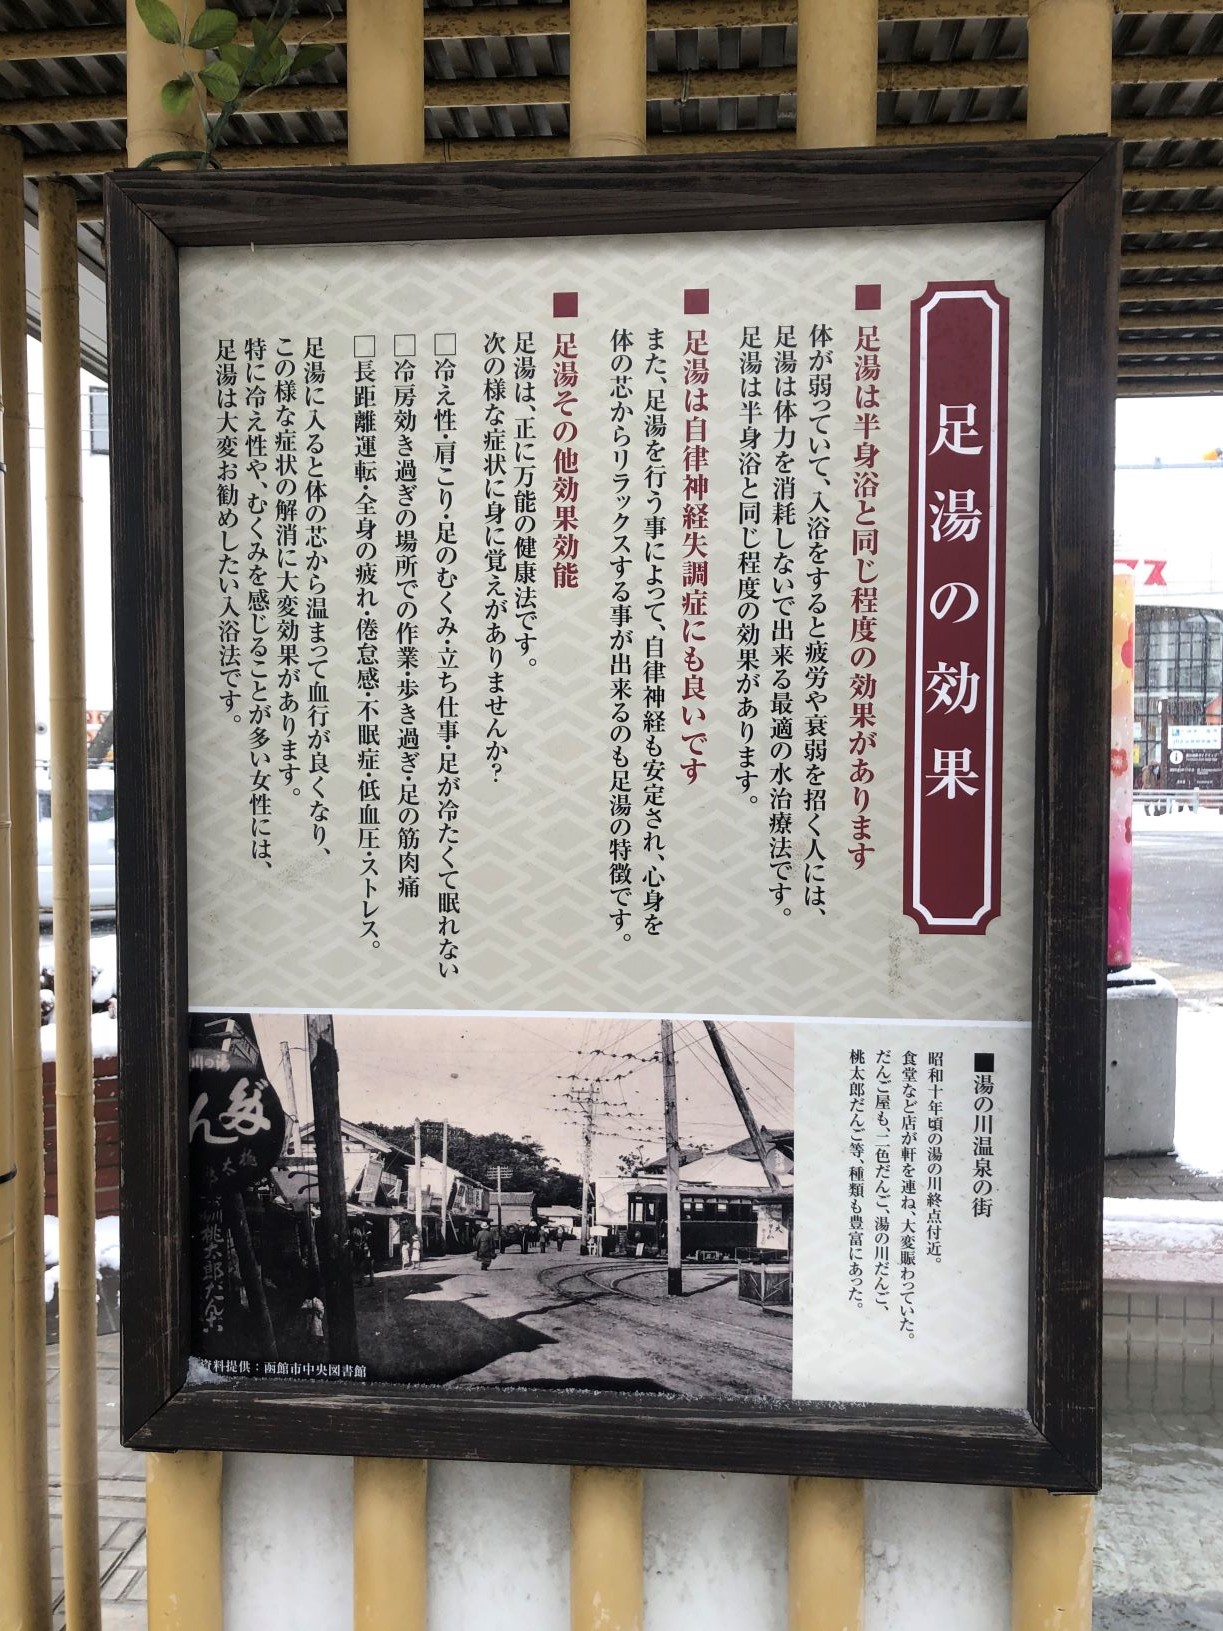 足湯の効果
■足湯は半身浴と同じ程度の効果があります
体が弱っていて、入浴をすると疲労や衰弱を招く人には、
足湯は体力を消耗しないで出来る最適の水治療法です。
足湯は半身浴と同じ程度の効果があります。
■足湯は自律神経失調症にも良いです
また、足湯を行う事によって、自律神経も安定され、心身を
体の芯からリラックスする事が出来るのも足湯の特徴です。
■足湯その他効果効能
足湯は、正に万能の健康法です。
次の様な症状に身に覚えがありませんか?
□冷え性・肩こり・足のむくみ・立ち仕事・足が冷たくて眠れない
□冷房効き過ぎの場所での作業・歩き過ぎ・足の筋肉痛
□長距離運転・全身の疲れ・倦怠感・不眠症・低血圧・ストレス。
足湯に入ると体の芯から温まって血行が良くなり、
この様な症状の解消に大変効果があります。
特に冷え性や、むくみを感じることが多い女性には、
足湯は大変お勧めしたい入浴法です。
■湯の川温泉の街
昭和十年頃の湯の川終点付近。
食堂など店が軒を連ね、大変賑わっていた。
だんご屋も、二色だんご、湯の川だんご、
桃太郎だんご等、種類も豊富にあった。
資料提供：函館市中央図書館